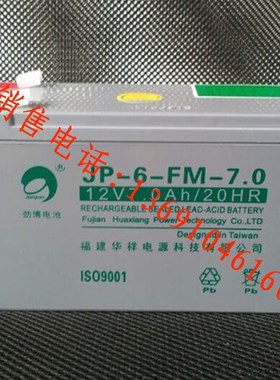 JP-6-FM-7.0
12V7.0Ah/20HR
劲博电池
RECHARGEABLE SEALED LEAD-ACID BATTERY
Fujian Huaxiang Power Technology Co., Ltd.
Designed in Taiwan
福建华祥电源科技有限公司
ISO9001
Pb
Pb
销售电话